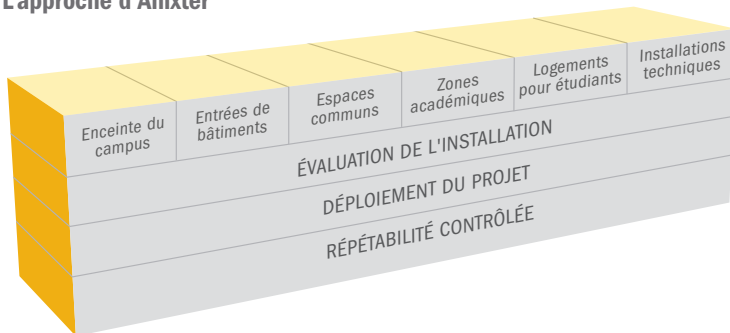 L'approche d'Anixter
Enceinte du
campus
Entrées de
bâtiments
Espaces
communs
Zones
académiques
Logements
pour étudiants
Installations
techniques
ÉVALUATION DE L'INSTALLATION
DÉPLOIEMENT DU PROJET
RÉPÉTABILITÉ CONTRÔLÉE